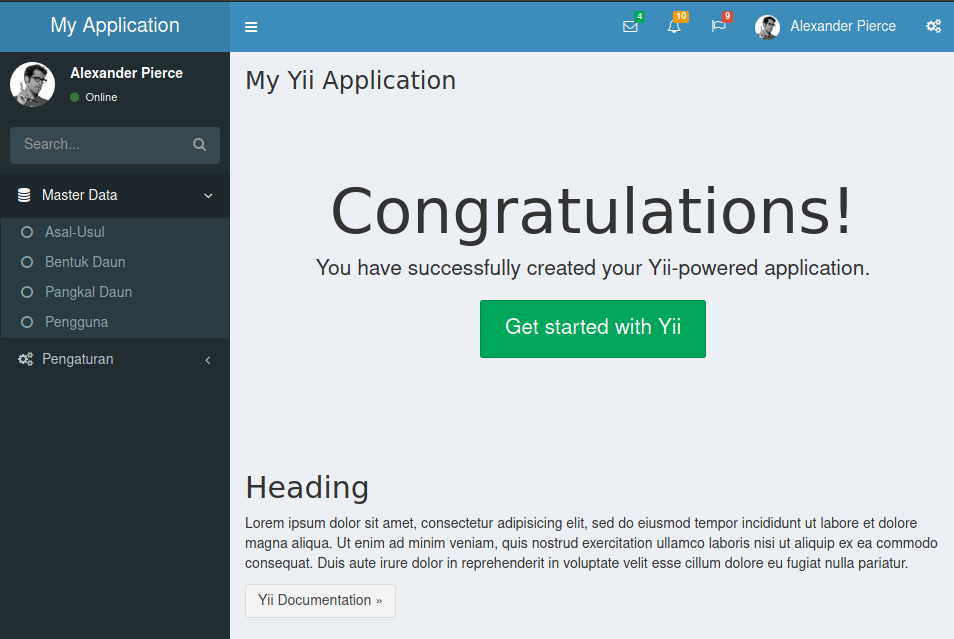 My Application
4
10
9
Alexander Pierce
Alexander Pierce
Online
Search...
Master Data
Asal-Usul
Bentuk Daun
Pangkal Daun
Pengguna
Pengaturan
My Yii Application
Congratulations!
You have successfully created your Yii-powered application.
Get started with Yii
Heading
Lorem ipsum dolor sit amet, consectetur adipisicing elit, sed do eiusmod tempor incididunt ut labore et dolore
magna aliqua. Ut enim ad minim veniam, quis nostrud exercitation ullamco laboris nisi ut aliquip ex ea commodo
consequat. Duis aute irure dolor in reprehenderit in voluptate velit esse cillum dolore eu fugiat nulla pariatur.
Yii Documentation »